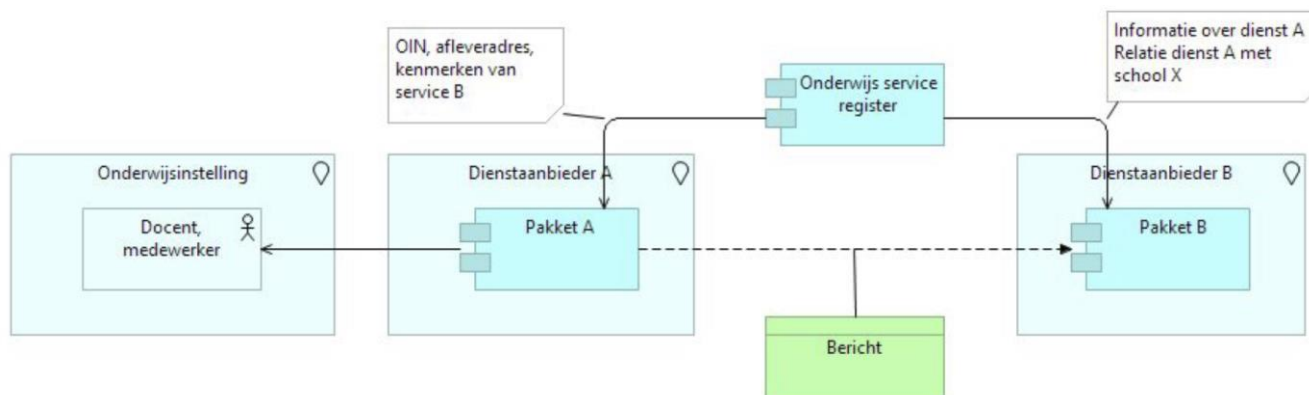 OIN, afleveradres,
kenmerken van
service B
Onderwijs service
register
Informatie over dienst A
Relatie dienst A met
school X
Onderwijsinstelling
Dienstaanbieder A
Dienstaanbieder B
Docent,
medewerker
Pakket A
Pakket B
Bericht